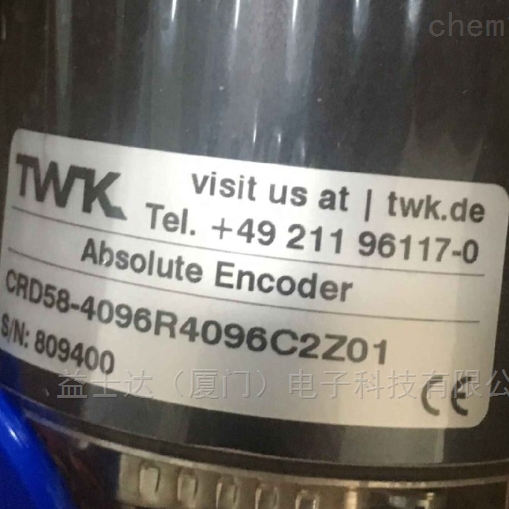 chem
TWK
visit us at | twk.de
Tel. +49 211 96117-0
Absolute Encoder
CRD58-4096R4096C2Z01
S/N: 809400
益士达（厦门）电子科技有限公
CE